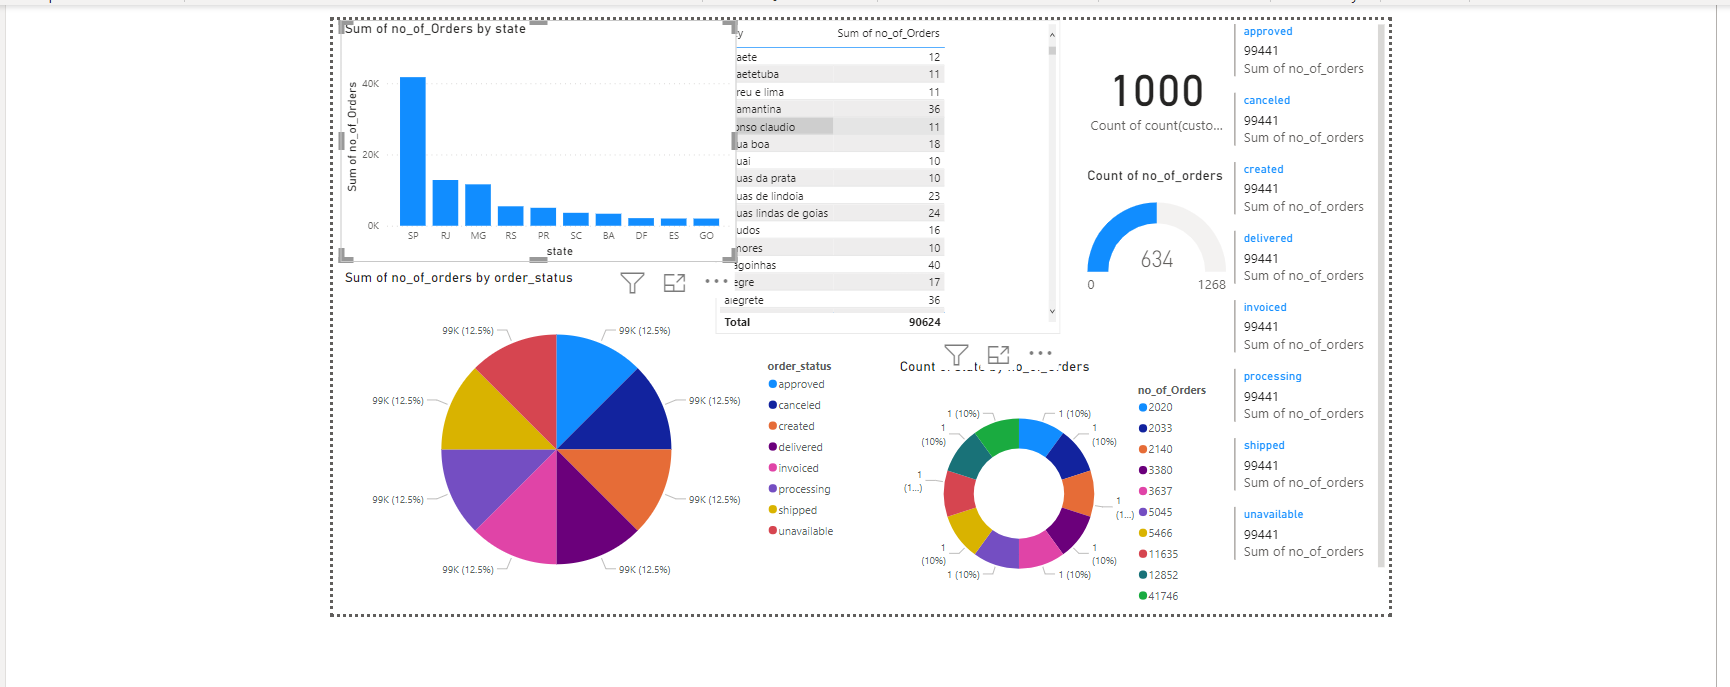 Sum of no_of_Orders by state
Sum of no_of_Orders
40K
20K
0K
SP RJ MG RS PR SC BA DF ES GO
state
y Sum of no_of_Orders
aete 12
aetetuba 11
reu e lima 11
amantina 36
onso claudio 11
ua boa 18
uai 10
uas da prata 10
uas de lindoia 23
uas lindas de goias 24
udos 16
mores 10
agoinhas 40
egre 17
alegrete 36
Total 90624
1000
Count of count(custo...
Count of no_of_orders
634
0 1268
approved
99441
Sum of no_of_orders
canceled
99441
Sum of no_of_orders
created
99441
Sum of no_of_orders
delivered
99441
Sum of no_of_orders
invoiced
99441
Sum of no_of_orders
processing
99441
Sum of no_of_orders
shipped
99441
Sum of no_of_orders
unavailable
99441
Sum of no_of_orders
Sum of no_of_orders by order_status
99K (12.5%) 99K (12.5%)
99K (12.5%) 99K (12.5%)
99K (12.5%) 99K (12.5%)
99K (12.5%) 99K (12.5%)
order_status
approved
canceled
created
delivered
invoiced
processing
shipped
unavailable
Count of state by no_of_Orders
1 (10%) 1 (10%)
1 (10%) 1 (10%)
1 (1...) 1 (1...)
1 (10%) 1 (10%)
1 (10%) 1 (10%)
no_of_Orders
2020
2033
2140
3380
3637
5045
5466
11635
12852
41746